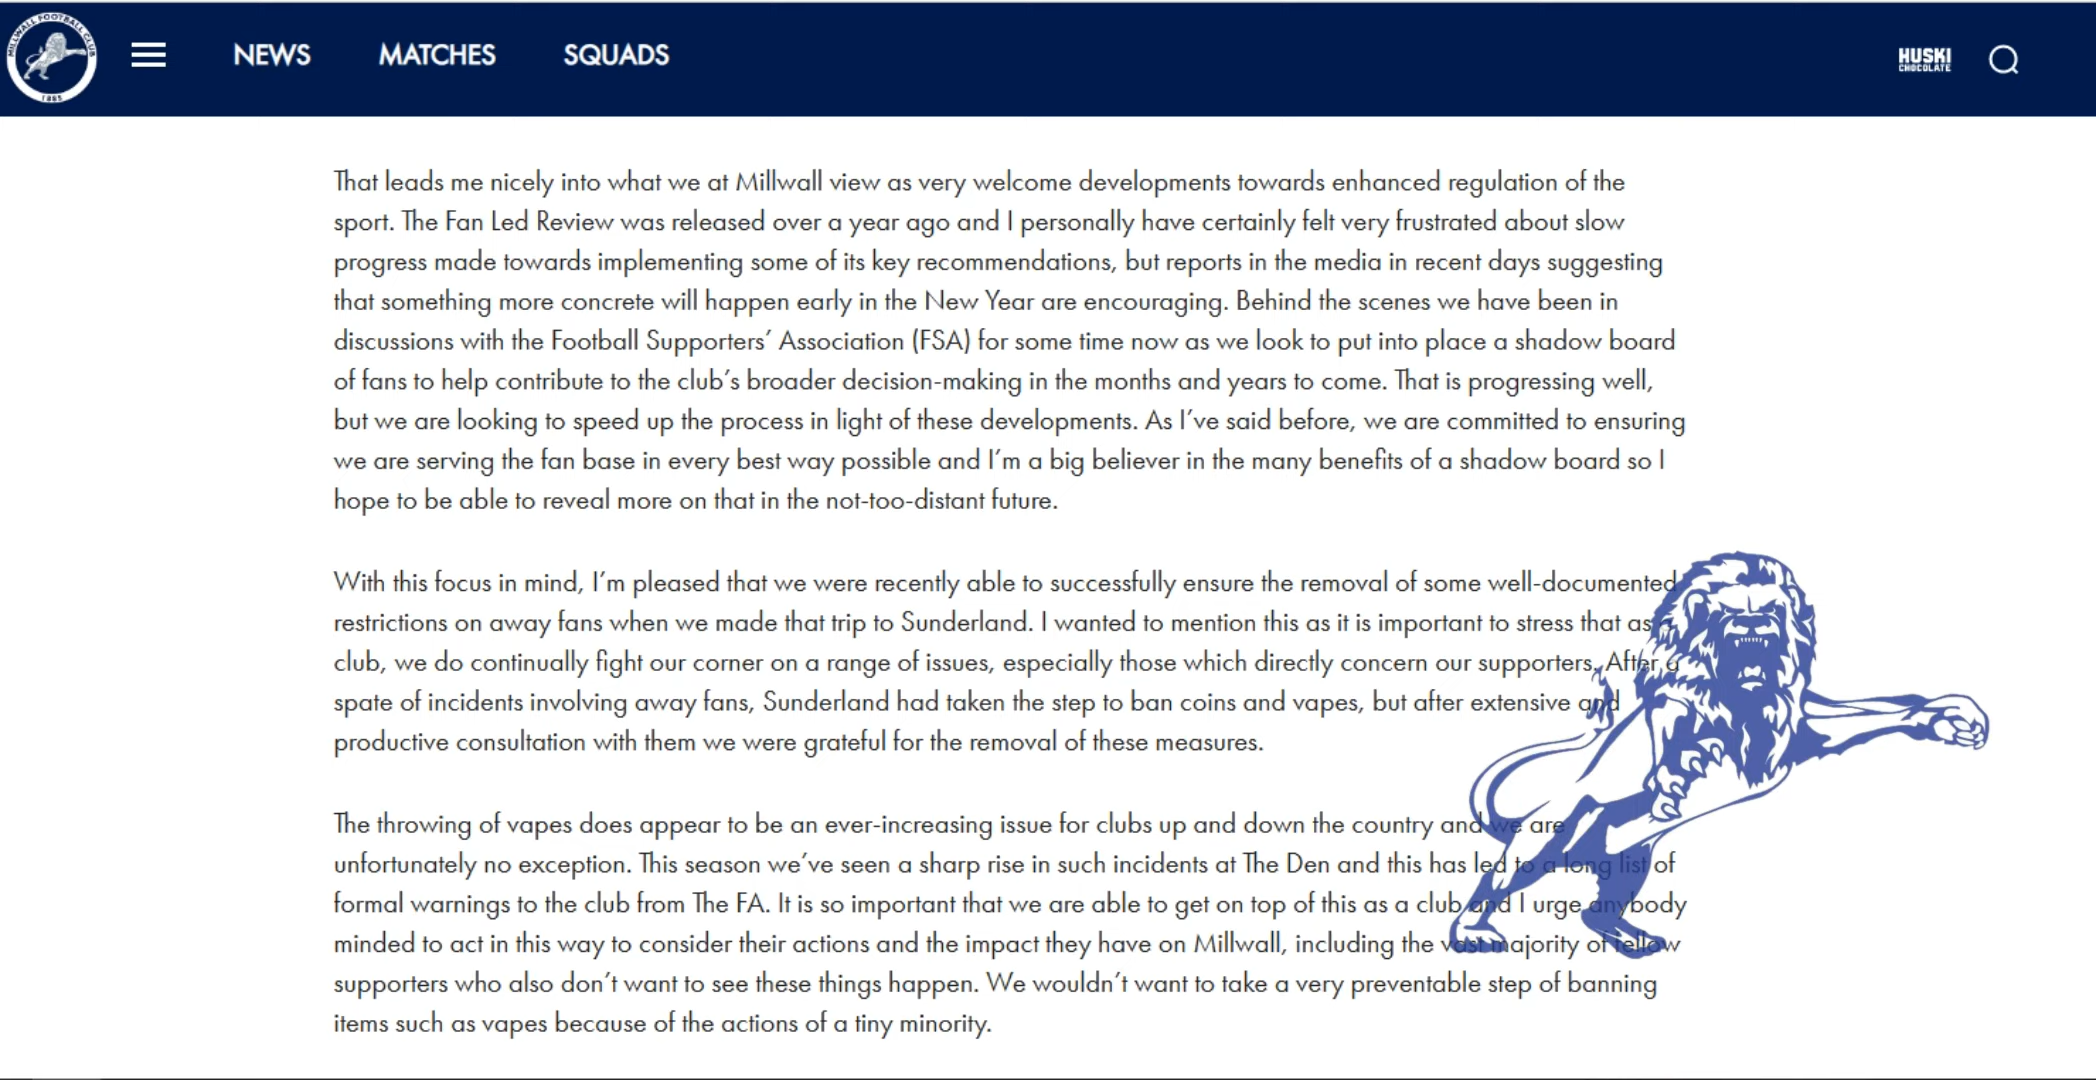 MILLWALL FOOTBALL CLUB
1885
NEWS
MATCHES
SQUADS
HUSKI
CHOCOLATE
That leads me nicely into what we at Millwall view as very welcome developments towards enhanced regulation of the
sport. The Fan Led Review was released over a year ago and I personally have certainly felt very frustrated about slow
progress made towards implementing some of its key recommendations, but reports in the media in recent days suggesting
that something more concrete will happen early in the New Year are encouraging. Behind the scenes we have been in
discussions with the Football Supporters’ Association (FSA) for some time now as we look to put into place a shadow board
of fans to help contribute to the club’s broader decision-making in the months and years to come. That is progressing well,
but we are looking to speed up the process in light of these developments. As I’ve said before, we are committed to ensuring
we are serving the fan base in every best way possible and I’m a big believer in the many benefits of a shadow board so I
hope to be able to reveal more on that in the not-too-distant future.
With this focus in mind, I’m pleased that we were recently able to successfully ensure the removal of some well-documented
restrictions on away fans when we made that trip to Sunderland. I wanted to mention this as it is important to stress that as
club, we do continually fight our corner on a range of issues, especially those which directly concern our supporters. After a
spate of incidents involving away fans, Sunderland had taken the step to ban coins and vapes, but after extensive and
productive consultation with them we were grateful for the removal of these measures.
The throwing of vapes does appear to be an ever-increasing issue for clubs up and down the country and we are
unfortunately no exception. This season we’ve seen a sharp rise in such incidents at The Den and this has led to a long list of
formal warnings to the club from The FA. It is so important that we are able to get on top of this as a club and I urge anybody
minded to act in this way to consider their actions and the impact they have on Millwall, including the vast majority of fellow
supporters who also don’t want to see these things happen. We wouldn’t want to take a very preventable step of banning
items such as vapes because of the actions of a tiny minority.